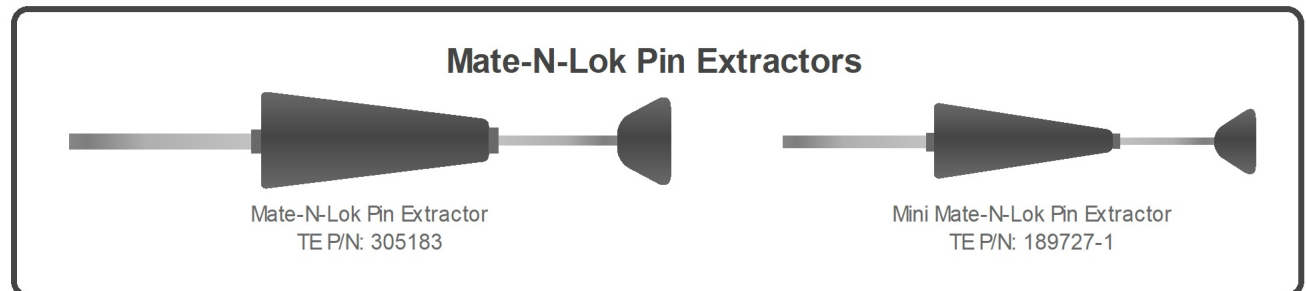 Mate-N-Lok Pin Extractors
Mate-N-Lok Pin Extractor
TE P/N: 305183
Mini Mate-N-Lok Pin Extractor
TE P/N: 189727-1